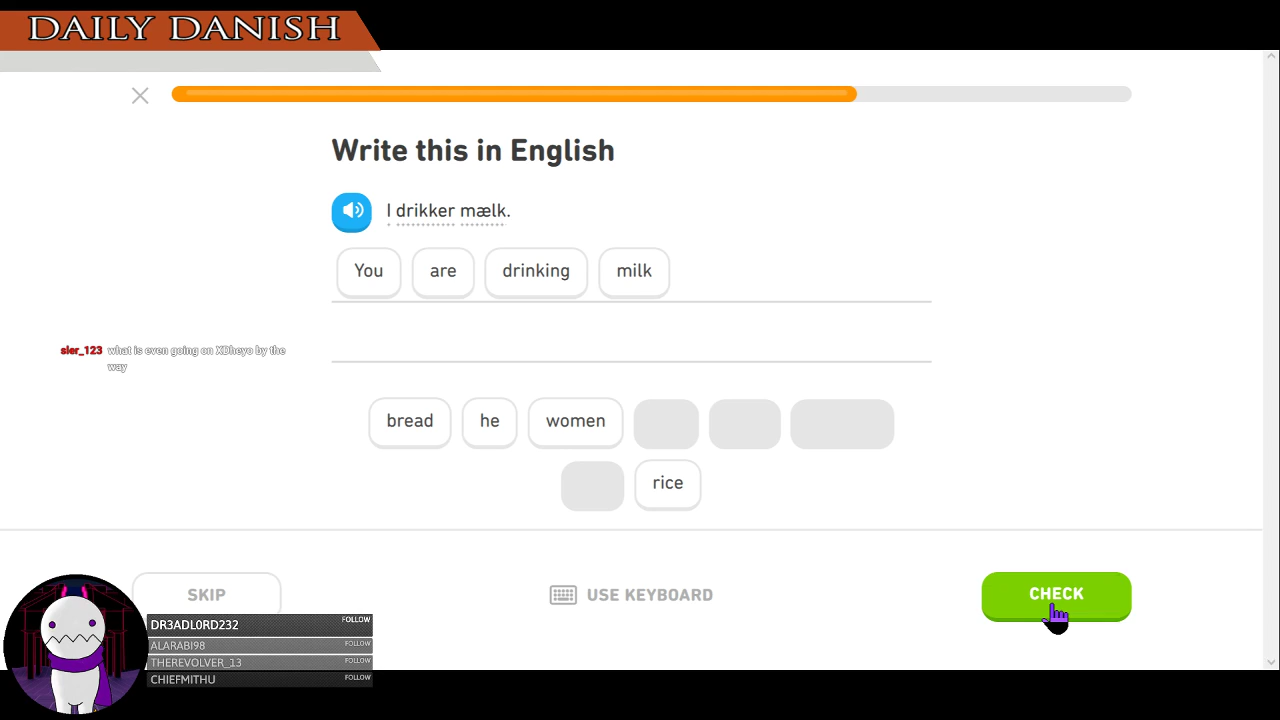 DAILY DANISH
Write this in English
I drikker mælk.
You are drinking milk
sler_123 what is even going on XDheyo by the
way
bread he women
rice
SKIP USE KEYBOARD CHECK
DR3ADL0RD232 FOLLOW
ALARABI98 FOLLOW
THEREVOLVER_13 FOLLOW
CHIEFMITHU FOLLOW